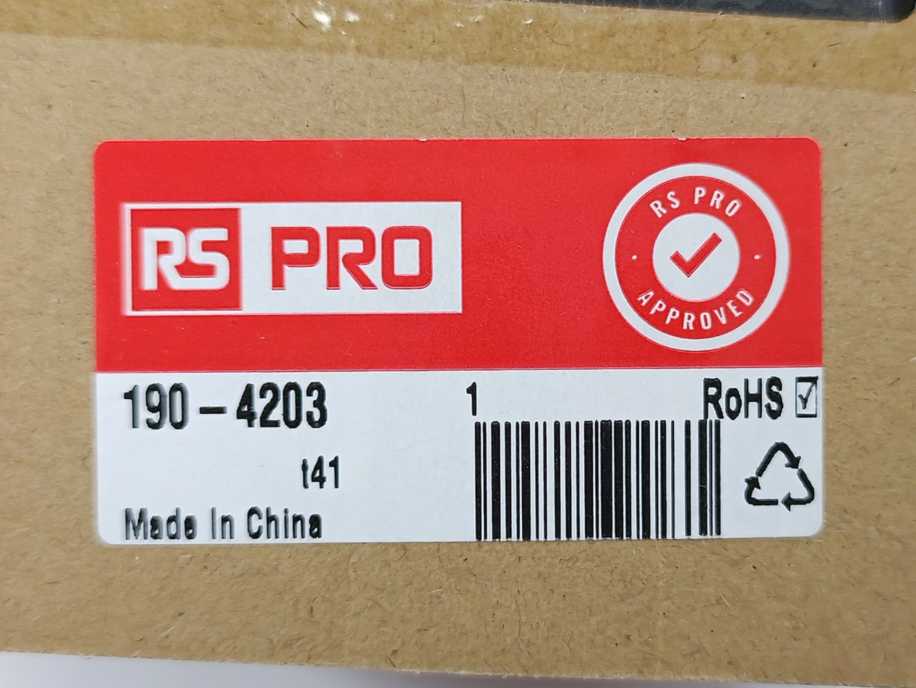 RS PRO
RS PRO
APPROVED
190-4203
1
RoHS
t41
Made In China